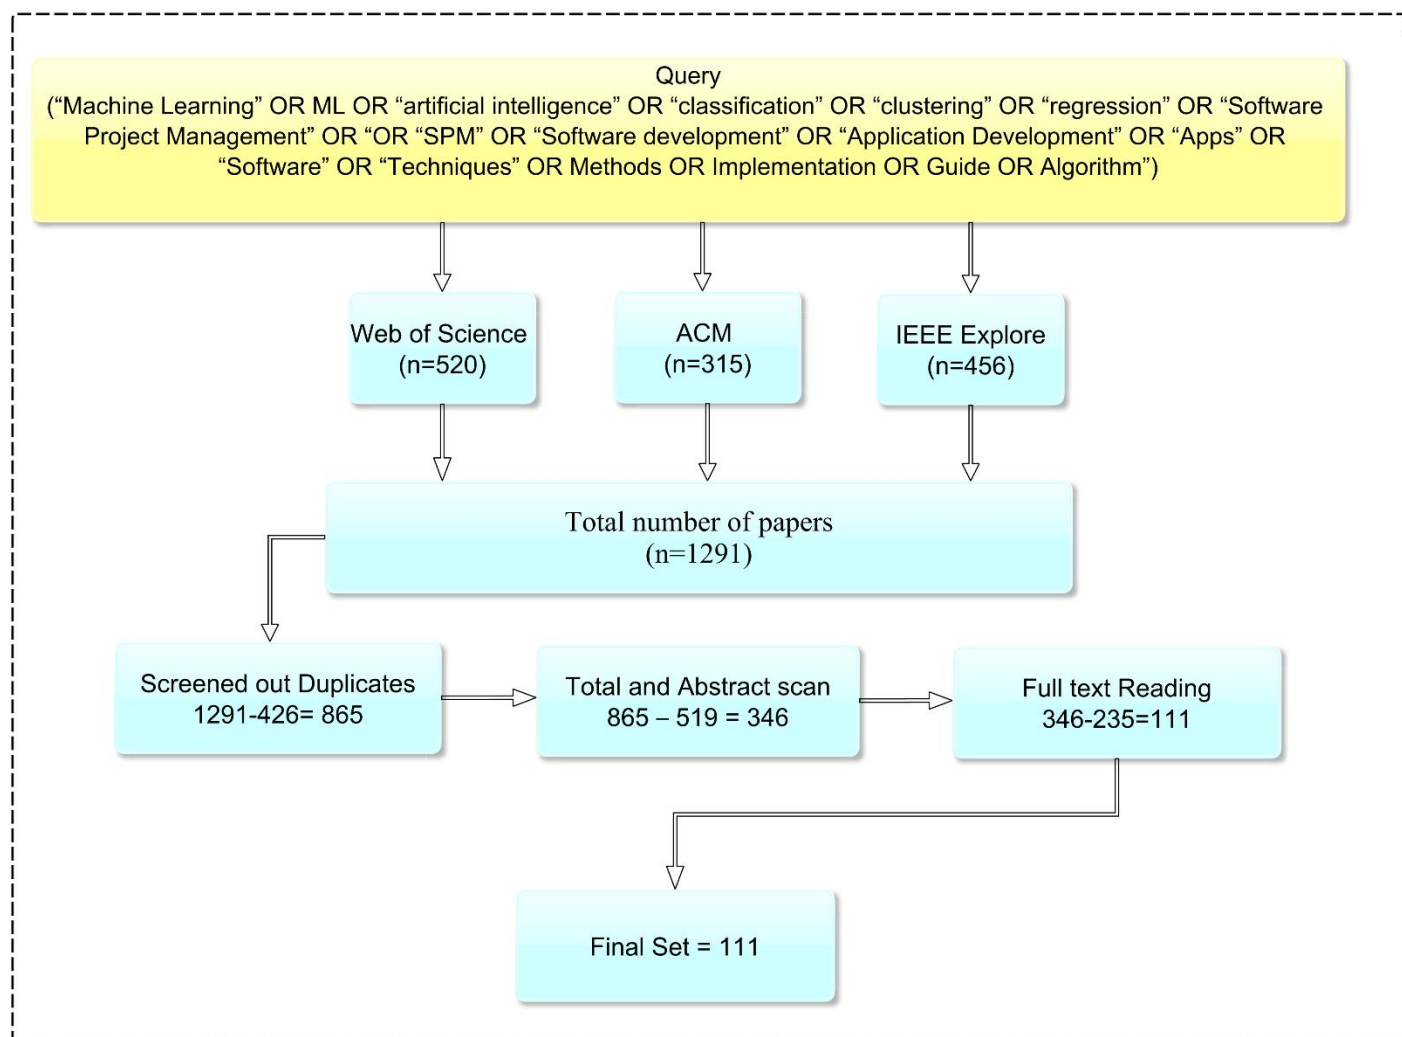 Query
(“Machine Learning” OR ML OR “artificial intelligence” OR “classification” OR “clustering” OR “regression” OR “Software
Project Management” OR “OR “SPM” OR “Software development” OR “Application Development” OR “Apps” OR
“Software” OR “Techniques” OR Methods OR Implementation OR Guide OR Algorithm”)
Web of Science
(n=520)
ACM
(n=315)
IEEE Explore
(n=456)
Total number of papers
(n=1291)
Screened out Duplicates
1291-426= 865
Total and Abstract scan
865 – 519 = 346
Full text Reading
346-235=111
Final Set = 111